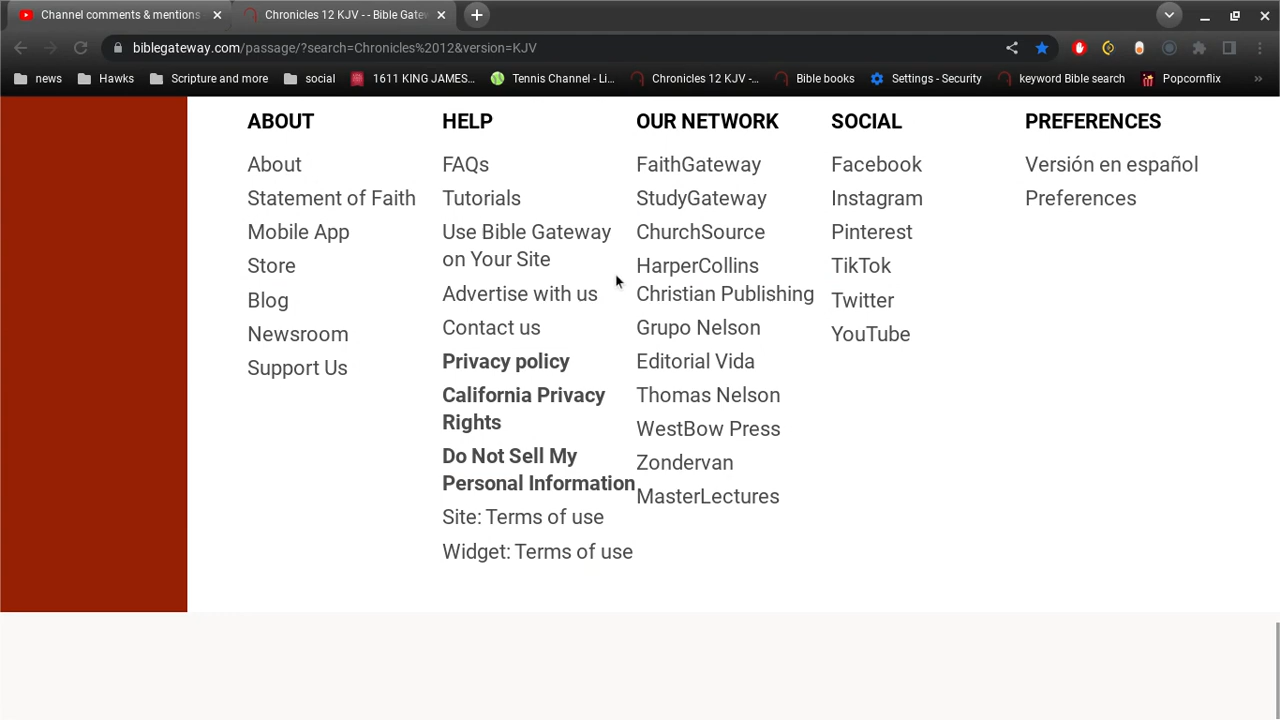 Channel comments & mentions
Chronicles 12 KJV - - Bible Gatew
biblegateway.com/passage/?search=Chronicles%2012&version=KJV
news
Hawks
Scripture and more
social
1611 KING JAMES...
Tennis Channel - Li...
Chronicles 12 KJV -...
Bible books
Settings - Security
keyword Bible search
Popcornflix
»
ABOUT
About
Statement of Faith
Mobile App
Store
Blog
Newsroom
Support Us
HELP
FAQs
Tutorials
Use Bible Gateway
on Your Site
Advertise with us
Contact us
Privacy policy
California Privacy
Rights
Do Not Sell My
Personal Information
Site: Terms of use
Widget: Terms of use
OUR NETWORK
FaithGateway
StudyGateway
ChurchSource
HarperCollins
Christian Publishing
Grupo Nelson
Editorial Vida
Thomas Nelson
WestBow Press
Zondervan
MasterLectures
SOCIAL
Facebook
Instagram
Pinterest
TikTok
Twitter
YouTube
PREFERENCES
Versión en español
Preferences